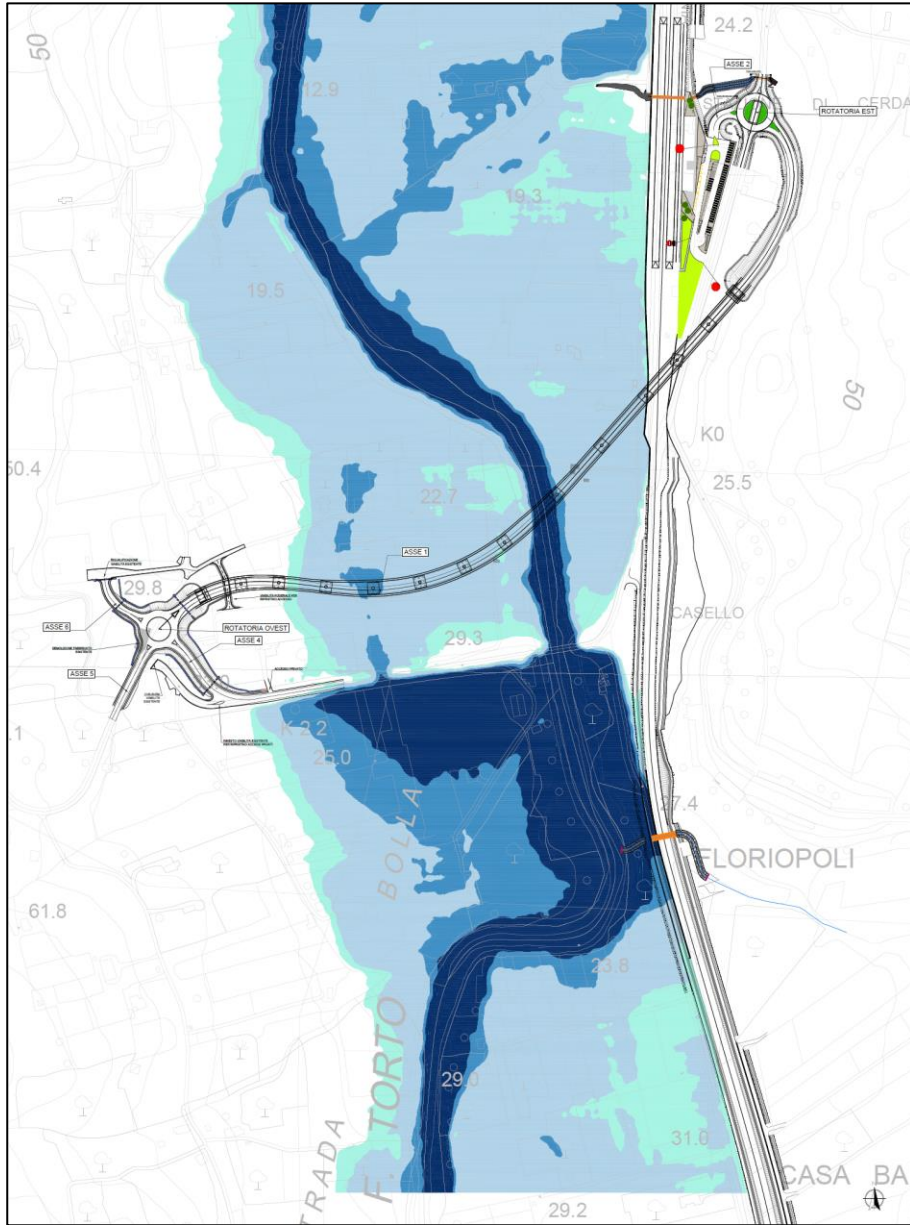 50
24.2
12.9
ASSE 2
DI CERDA
ROTATORIA EST
19.3
19.5
50
50.4
K0
22.7
25.5
ASSE 1
29.8
CASELLO
ASSE 6
ROTATORIA OVEST
29.3
ASSE 4
ASSE 5
K 2 2
25.0
27.4
BOLLA
FLORIOPOLI
61.8
23.8
F. TORTO
29.0
TRADA
31.0
CASA BA
29.2